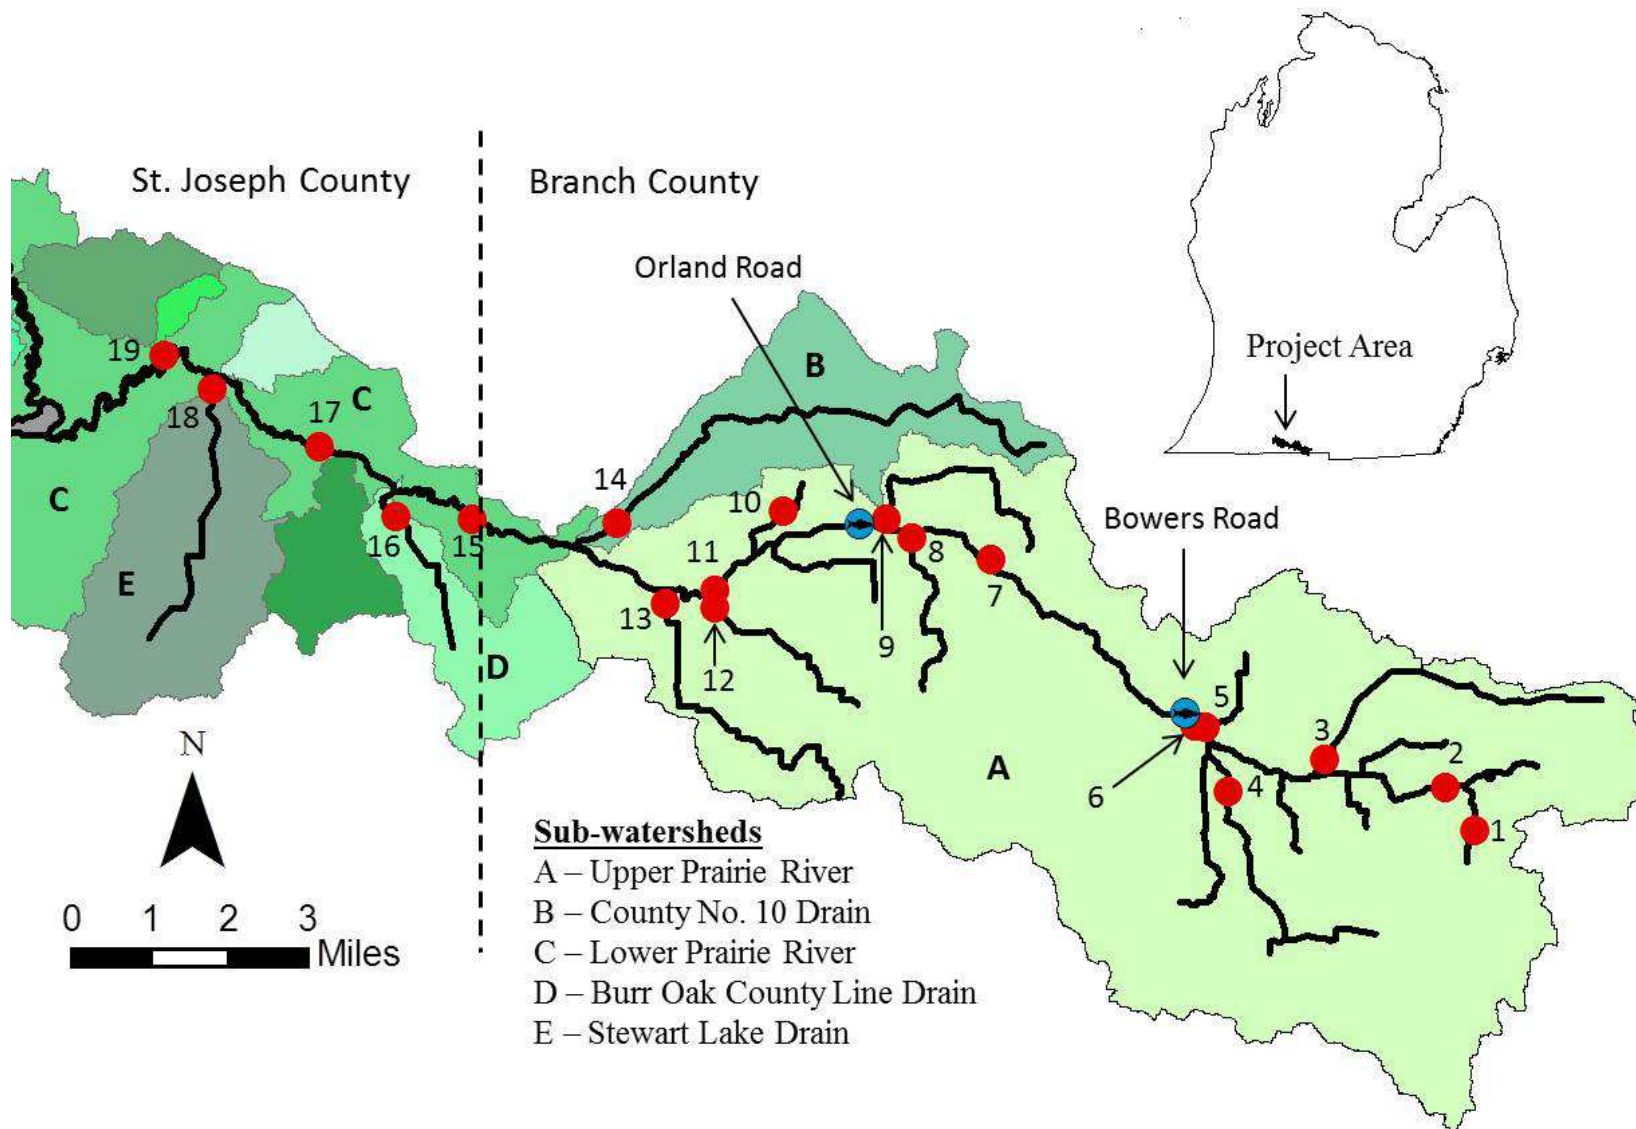 St. Joseph County
Branch County
Orland Road
Project Area
Bowers Road
B
19
18
17
C
C
14
10
16
15
11
8
7
9
E
13
12
D
A
5
3
2
6
4
1
N
0 1 2 3
Miles
Sub-watersheds
A – Upper Prairie River
B – County No. 10 Drain
C – Lower Prairie River
D – Burr Oak County Line Drain
E – Stewart Lake Drain